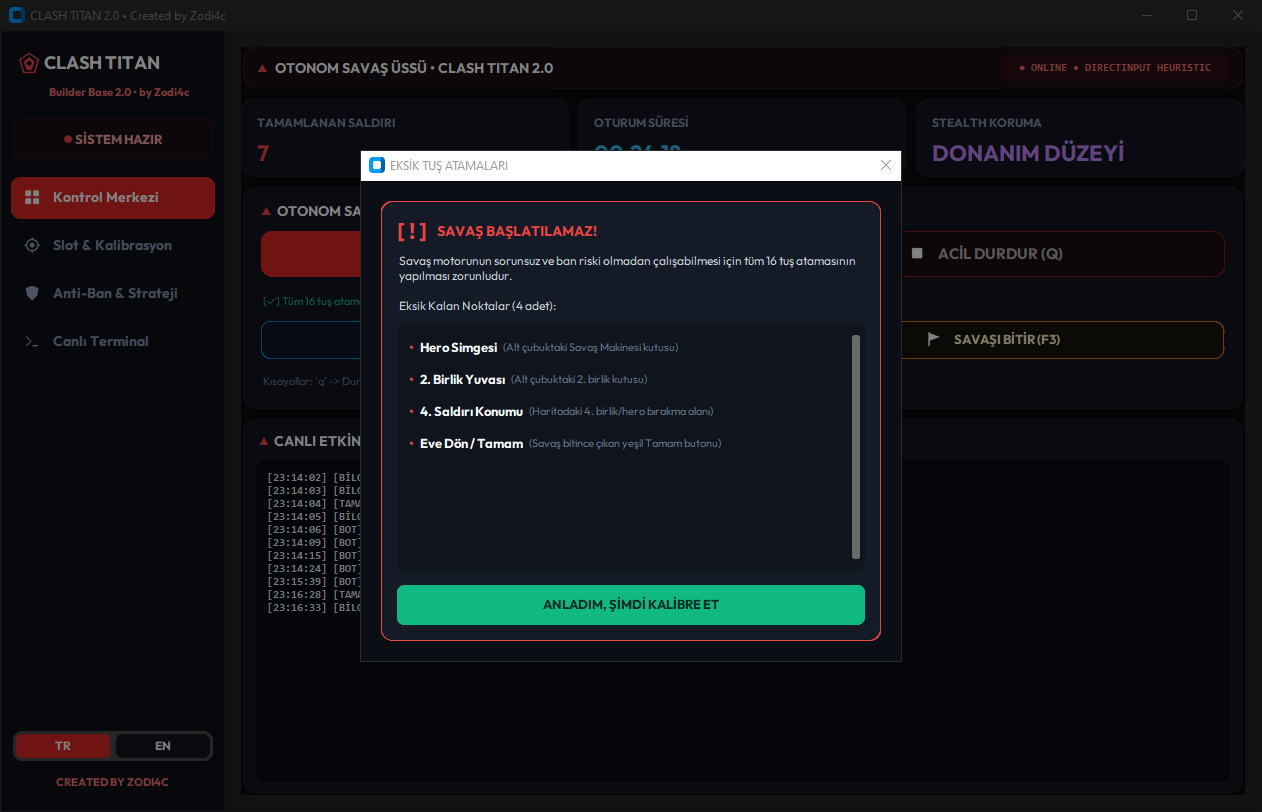 CLASH TITAN 2.0 • Created by Zodi4c
CLASH TITAN
Builder Base 2.0 • by Zodi4c
SİSTEM HAZIR
Kontrol Merkezi
Slot & Kalibrasyon
Anti-Ban & Strateji
Canlı Terminal
TR
EN
CREATED BY ZODI4C
OTONOM SAVAŞ ÜSSÜ • CLASH TITAN 2.0
● ONLINE ● DIRECTINPUT HEURISTIC
TAMAMLANAN SALDIRI
7
OTURUM SÜRESİ
STEALTH KORUMA
DONANIM DÜZEYİ
OTONOM
ACİL DURDUR (Q)
[✓] Tüm 16 tuş
SAVAŞI BİTİR (F3)
Kısayollar: 'q' ->
CANLI
[23:14:02]
[23:14:03]
[23:14:04]
[23:14:05]
[23:14:06] [BOT]
[23:14:09] [BOT]
[23:14:15] [BOT]
[23:14:24] [BOT]
[23:15:39] [BOT]
[23:16:28]
[23:16:33]
EKSİK TUŞ ATAMALARI
[!] SAVAŞ BAŞLATILAMAZ!
Savaş motorunun sorunsuz ve ban riski olmadan çalışabilmesi için tüm 16 tuş atamasının
yapılması zorunludur.
Eksik Kalan Noktalar (4 adet):
• Hero Simgesi (Alt çubuktaki Savaş Makinesi kutusu)
• 2. Birlik Yuvası (Alt çubuktaki 2. birlik kutusu)
• 4. Saldırı Konumu (Haritadaki 4. birlik/hero bırakma alanı)
• Eve Dön / Tamam (Savaş bitince çıkan yeşil Tamam butonu)
ANLADIM, ŞİMDİ KALİBRE ET